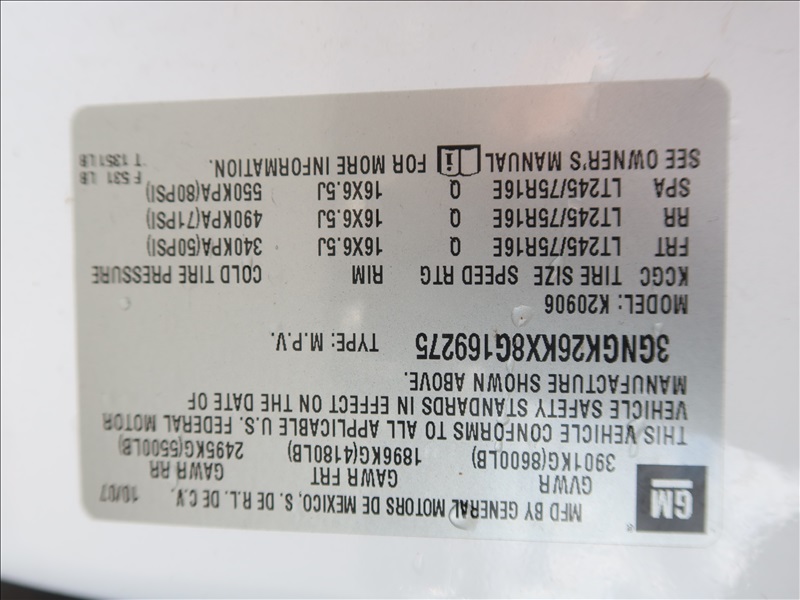 GM
MFD BY GENERAL MOTORS DE MEXICO, S. DE R.L. DE C.V. 10/07
GVWR GAWR FRT GAWR RR
3901KG(8600LB) 1896KG(4180LB) 2495KG(5500LB)
THIS VEHICLE CONFORMS TO ALL APPLICABLE U.S. FEDERAL MOTOR
VEHICLE SAFETY STANDARDS IN EFFECT ON THE DATE OF
MANUFACTURE SHOWN ABOVE.
3GNGK26KX8G169275 TYPE: M.P.V.
MODEL: K20906
KCGC TIRE SIZE SPEED RTG RIM COLD TIRE PRESSURE
FRT LT245/75R16E Q 16X6.5J 340KPA(50PSI)
RR LT245/75R16E Q 16X6.5J 490KPA(71PSI)
SPA LT245/75R16E Q 16X6.5J 550KPA(80PSI)
SEE OWNER'S MANUAL i FOR MORE INFORMATION.
F 531 LB
T 1351 LB